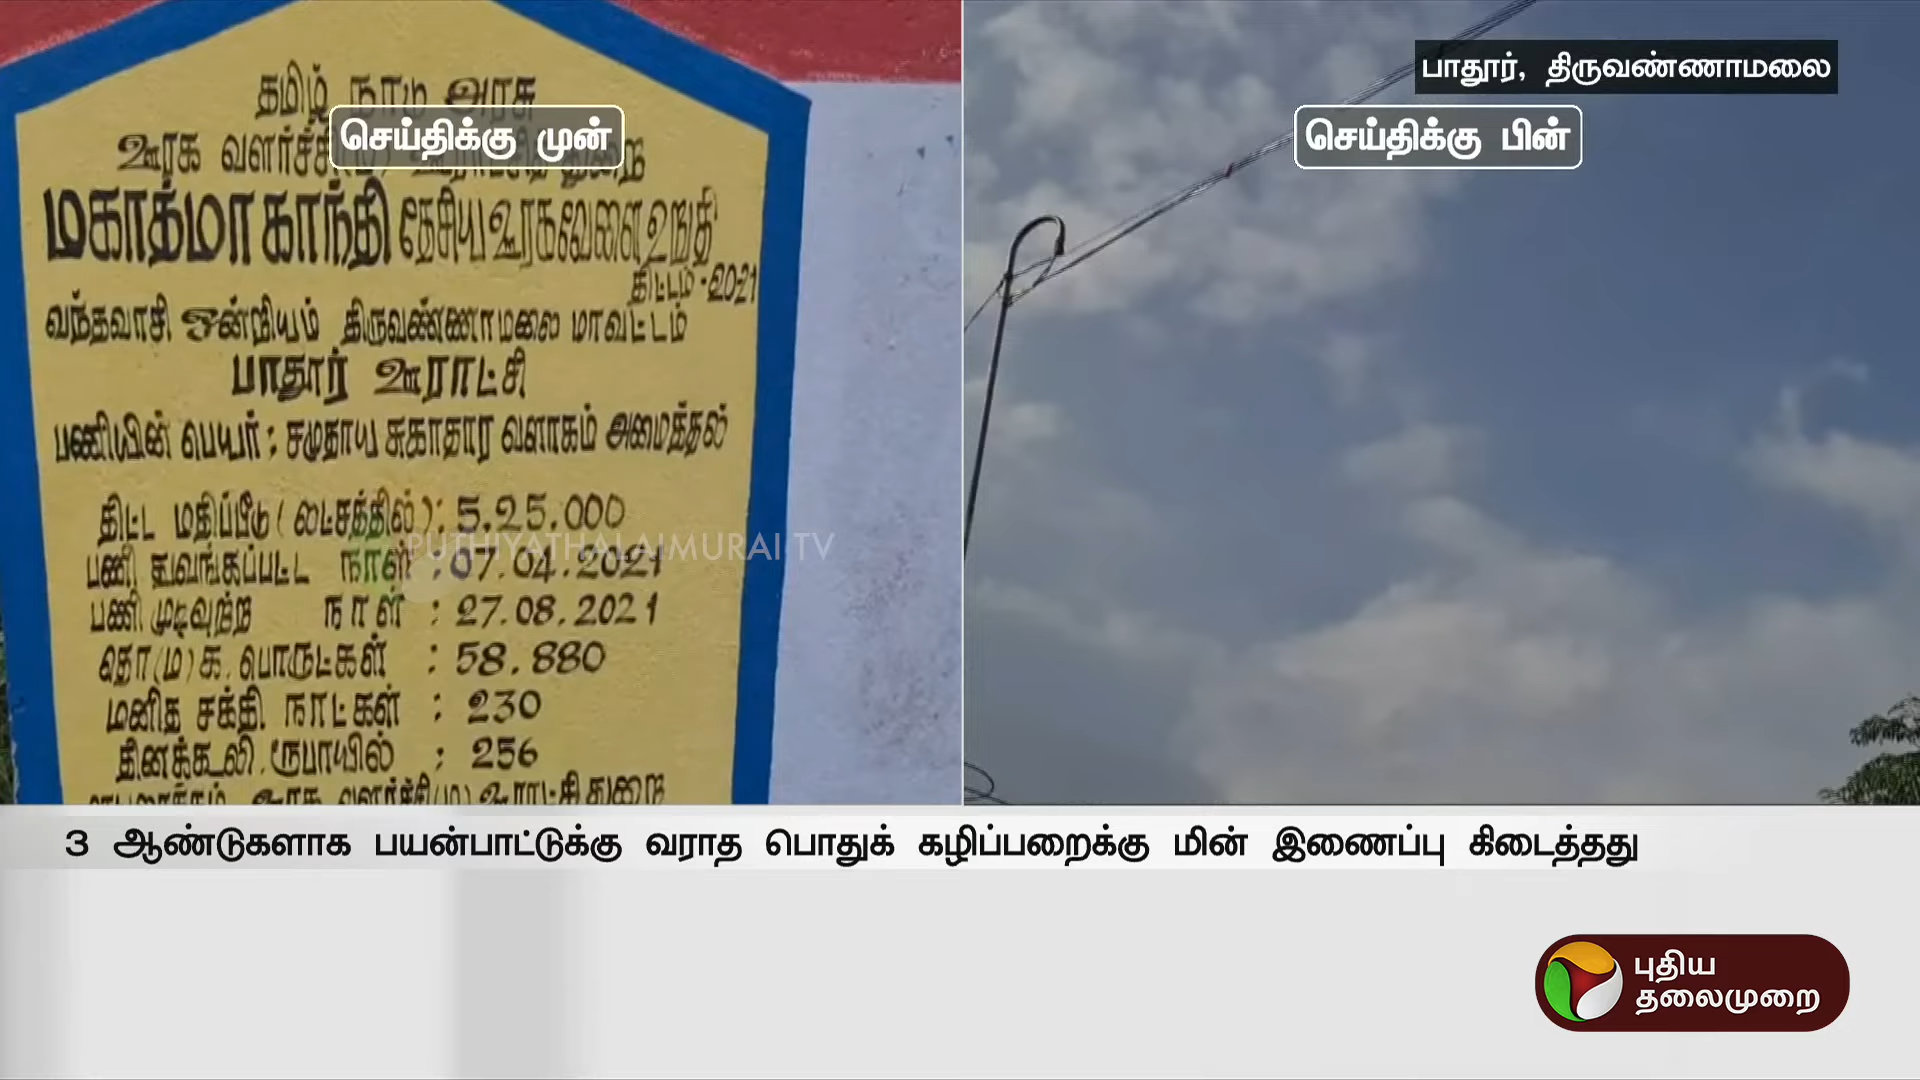 தமிழ் நாடு அரசு
செய்திக்கு முன்
ஊரக வளர்ச்சி
மகாத்மா காந்தி தேசிய ஊரகவேலை உறுதி
திட்டம் - 2021
வந்தவாசி ஒன்றியம் திருவண்ணாமலை மாவட்டம்
பாதூர் ஊராட்சி
பணியின் பெயர் : சமுதாய சுகாதார வளாகம் அமைத்தல்
திட்ட மதிப்பீடு ( லட்சத்தில் ) : 5.25.000
பணி துவங்கப்பட்ட நாள் : 07.04.2021
பணி முடிவுற்ற நாள் : 27.08.2021
தொ(ம)க. பொருட்கள் : 58.880
மனித சக்தி நாட்கள் : 230
தினக்கூலி. ரூபாயில் : 256
ஊரக வளர்ச்சி(ம) ஊராட்சி துறை
PUTHIYATHALAIMURAI TV
பாதூர், திருவண்ணாமலை
செய்திக்கு பின்
3 ஆண்டுகளாக பயன்பாட்டுக்கு வராத பொதுக் கழிப்பறைக்கு மின் இணைப்பு கிடைத்தது
புதிய
தலைமுறை